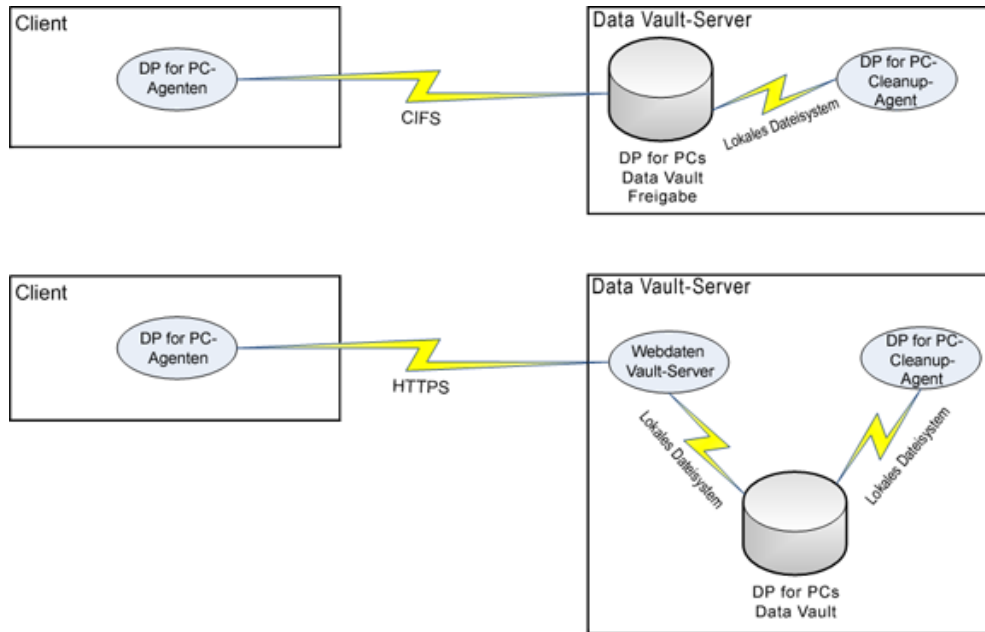 Client
DP for PC-
Agenten
CIFS
Data Vault-Server
DP for PC-
Cleanup-
Agent
Lokales Dateisystem
DP for PCs
Data Vault
Freigabe
Client
DP for PC-
Agenten
HTTPS
Data Vault-Server
Webdaten
Vault-Server
DP for PC-
Cleanup-
Agent
Lokales Dateisystem
Lokales Dateisystem
DP for PCs
Data Vault